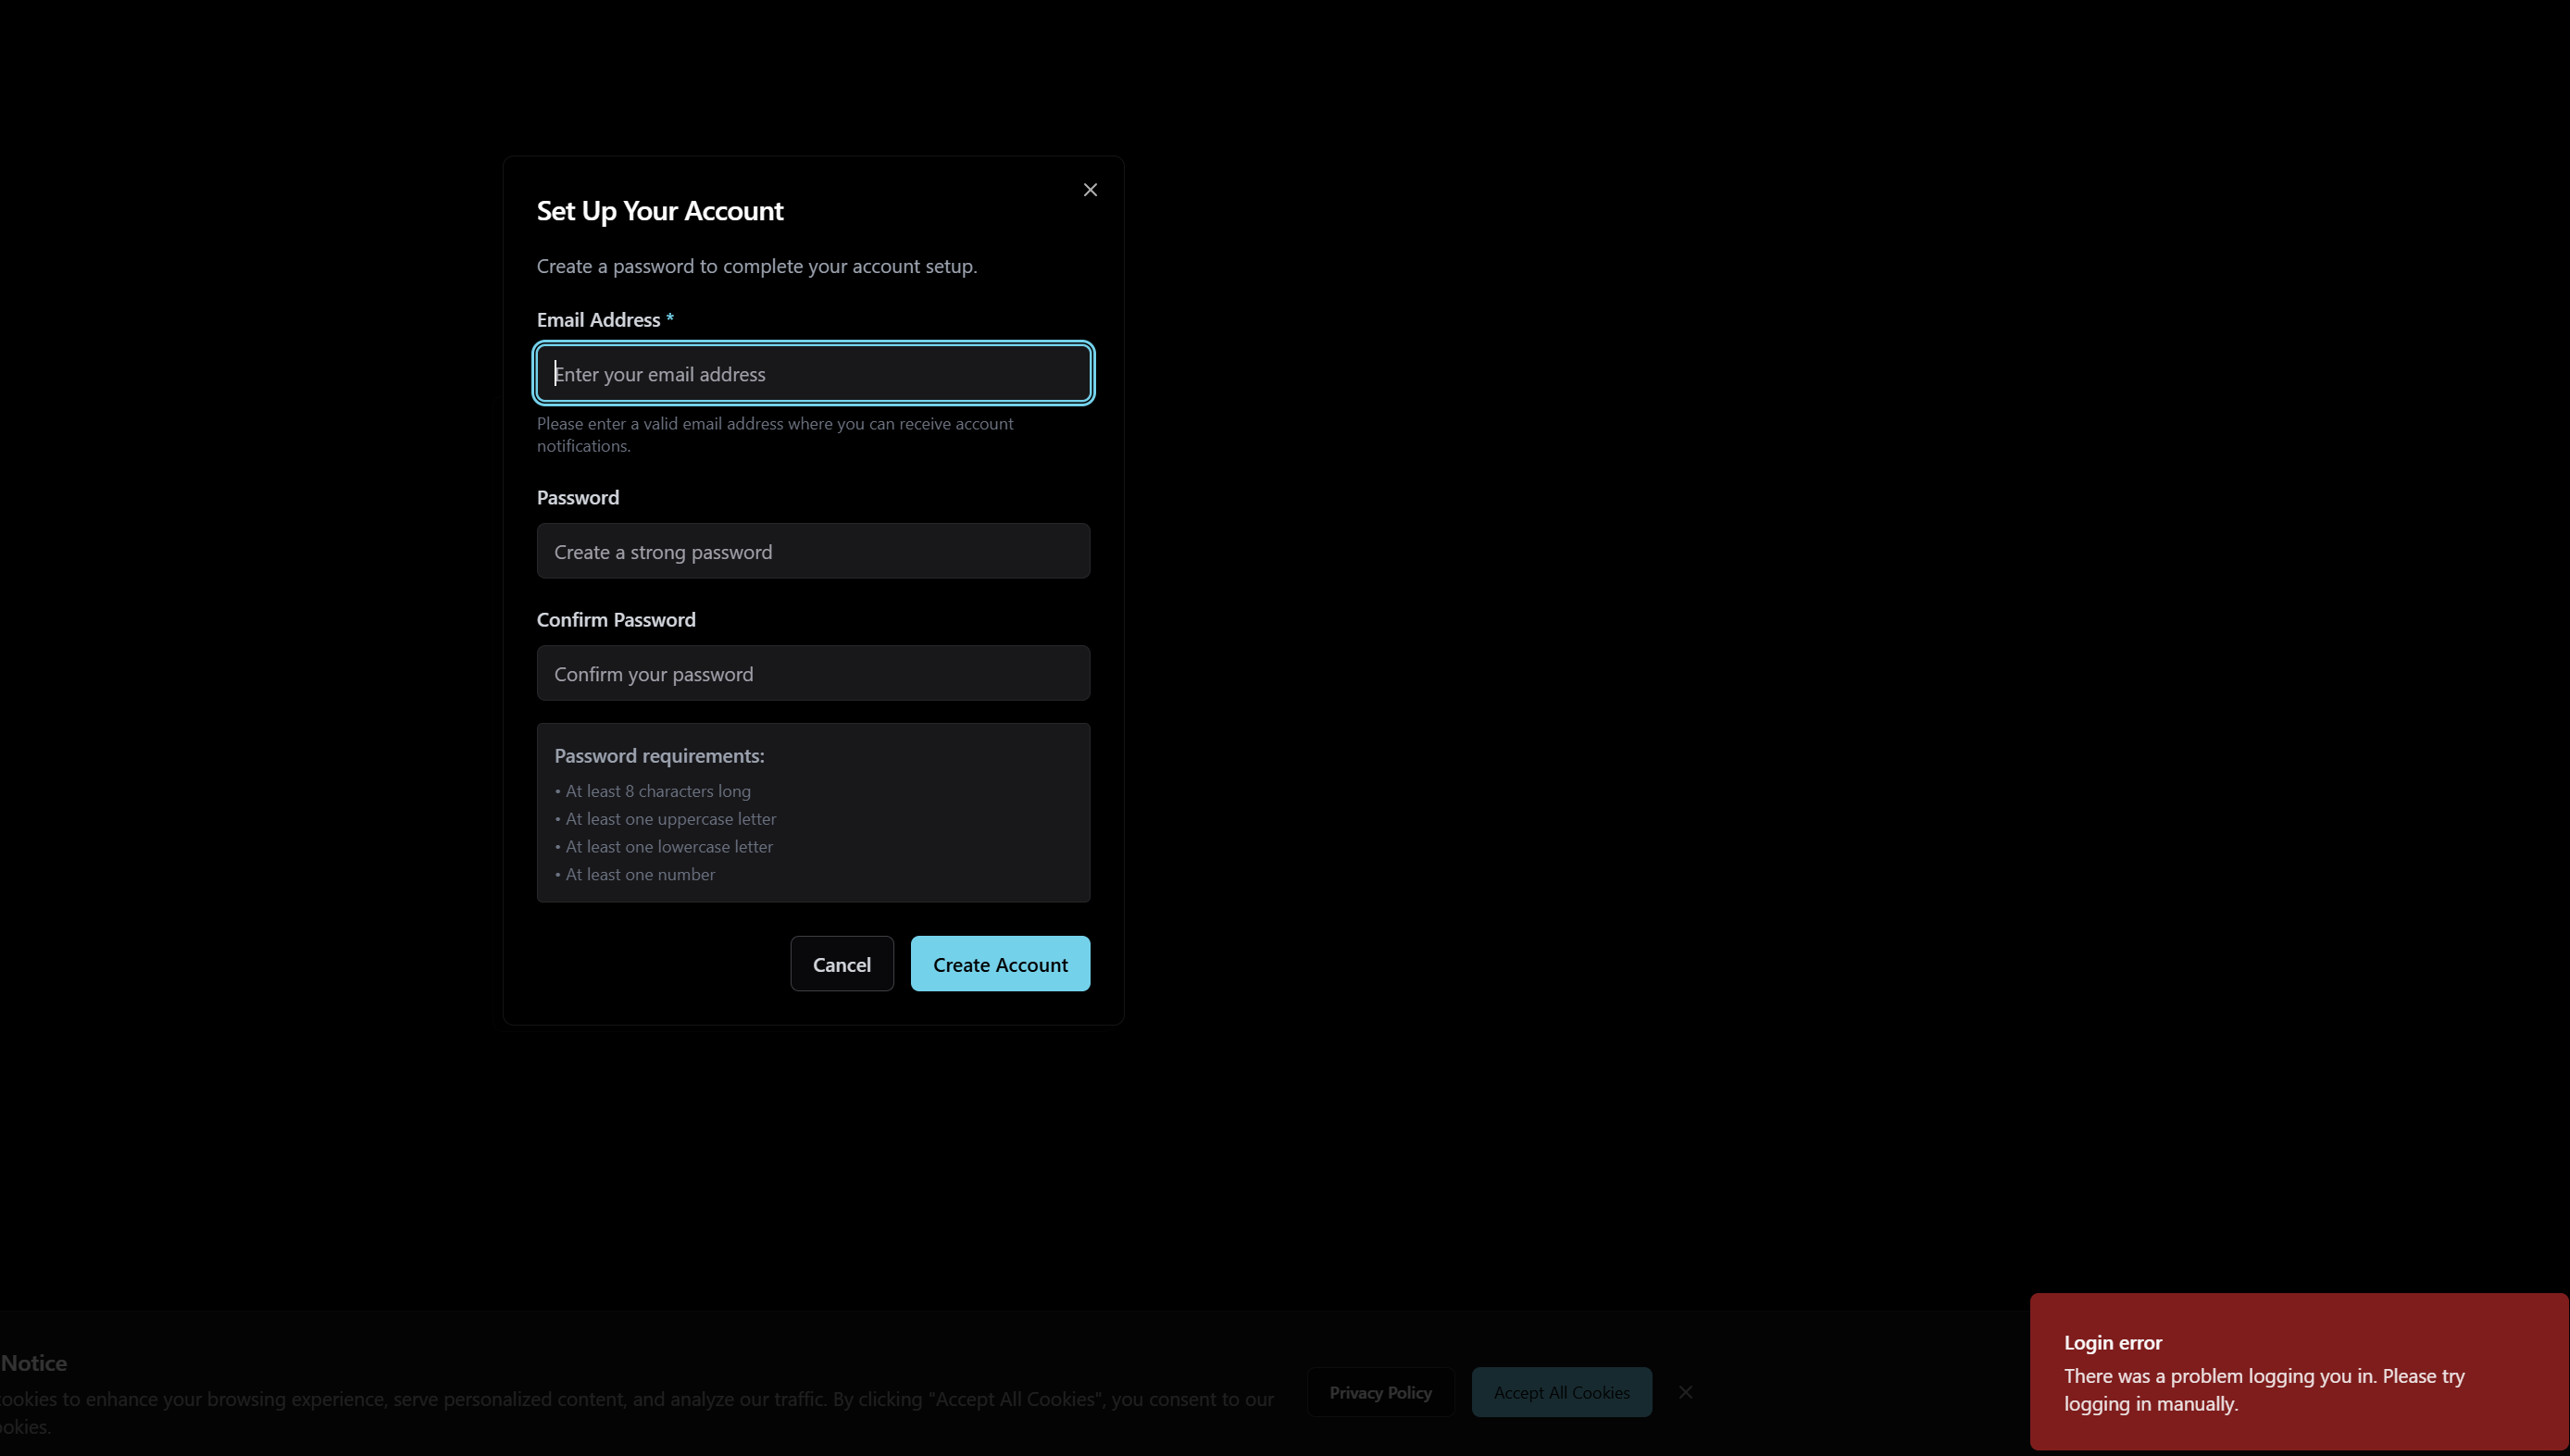 Set Up Your Account
Create a password to complete your account setup.
Email Address *
Enter your email address
Please enter a valid email address where you can receive account
notifications.
Password
Create a strong password
Confirm Password
Confirm your password
Password requirements:
• At least 8 characters long
• At least one uppercase letter
• At least one lowercase letter
• At least one number
Cancel
Create Account
Notice
ookies to enhance your browsing experience, serve personalized content, and analyze our traffic. By clicking "Accept All Cookies", you consent to our
ookies.
Privacy Policy
Accept All Cookies
Login error
There was a problem logging you in. Please try
logging in manually.